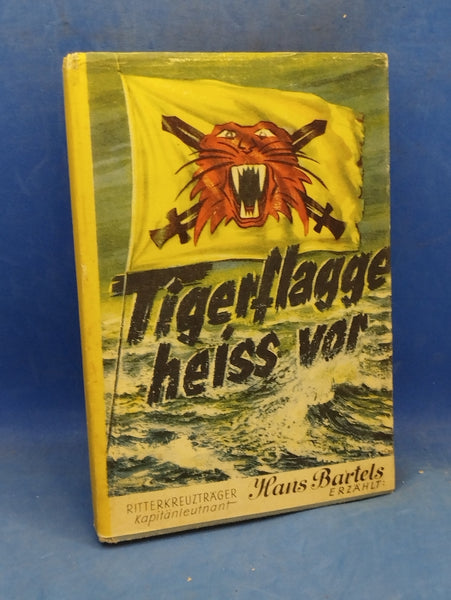 Tigerflagge
heiss vor
RITTERKREUZTRÄGER
Kapitänleutnant
Hans Bartels
ERZÄHLT: